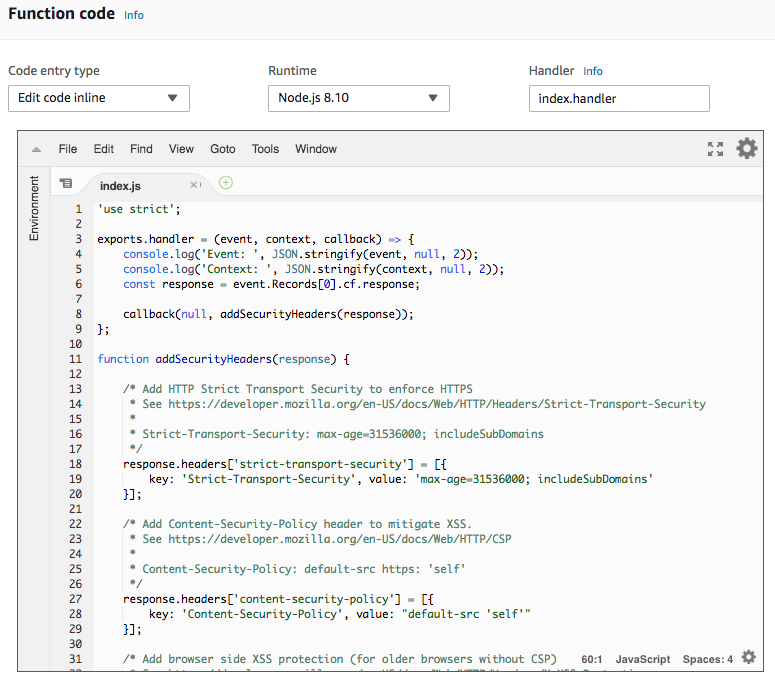 Function code Info
Code entry type Runtime Handler Info
Edit code inline Node.js 8.10 index.handler
File Edit Find View Goto Tools Window
Environment
index.js
1 'use strict';
2
3 exports.handler = (event, context, callback) => {
4     console.log('Event: ', JSON.stringify(event, null, 2));
5     console.log('Context: ', JSON.stringify(context, null, 2));
6     const response = event.Records[0].cf.response;
7
8     callback(null, addSecurityHeaders(response));
9 };
10
11 function addSecurityHeaders(response) {
12
13     /* Add HTTP Strict Transport Security to enforce HTTPS
14      * See https://developer.mozilla.org/en-US/docs/Web/HTTP/Headers/Strict-Transport-Security
15      *
16      * Strict-Transport-Security: max-age=31536000; includeSubDomains
17      */
18     response.headers['strict-transport-security'] = [{
19         key: 'Strict-Transport-Security', value: 'max-age=31536000; includeSubDomains'
20     }];
21
22     /* Add Content-Security-Policy header to mitigate XSS.
23      * See https://developer.mozilla.org/en-US/docs/Web/HTTP/CSP
24      *
25      * Content-Security-Policy: default-src https: 'self'
26      */
27     response.headers['content-security-policy'] = [{
28         key: 'Content-Security-Policy', value: "default-src 'self'"
29     }];
30
31     /* Add browser side XSS protection (for older browsers without CSP)
60:1 JavaScript Spaces: 4